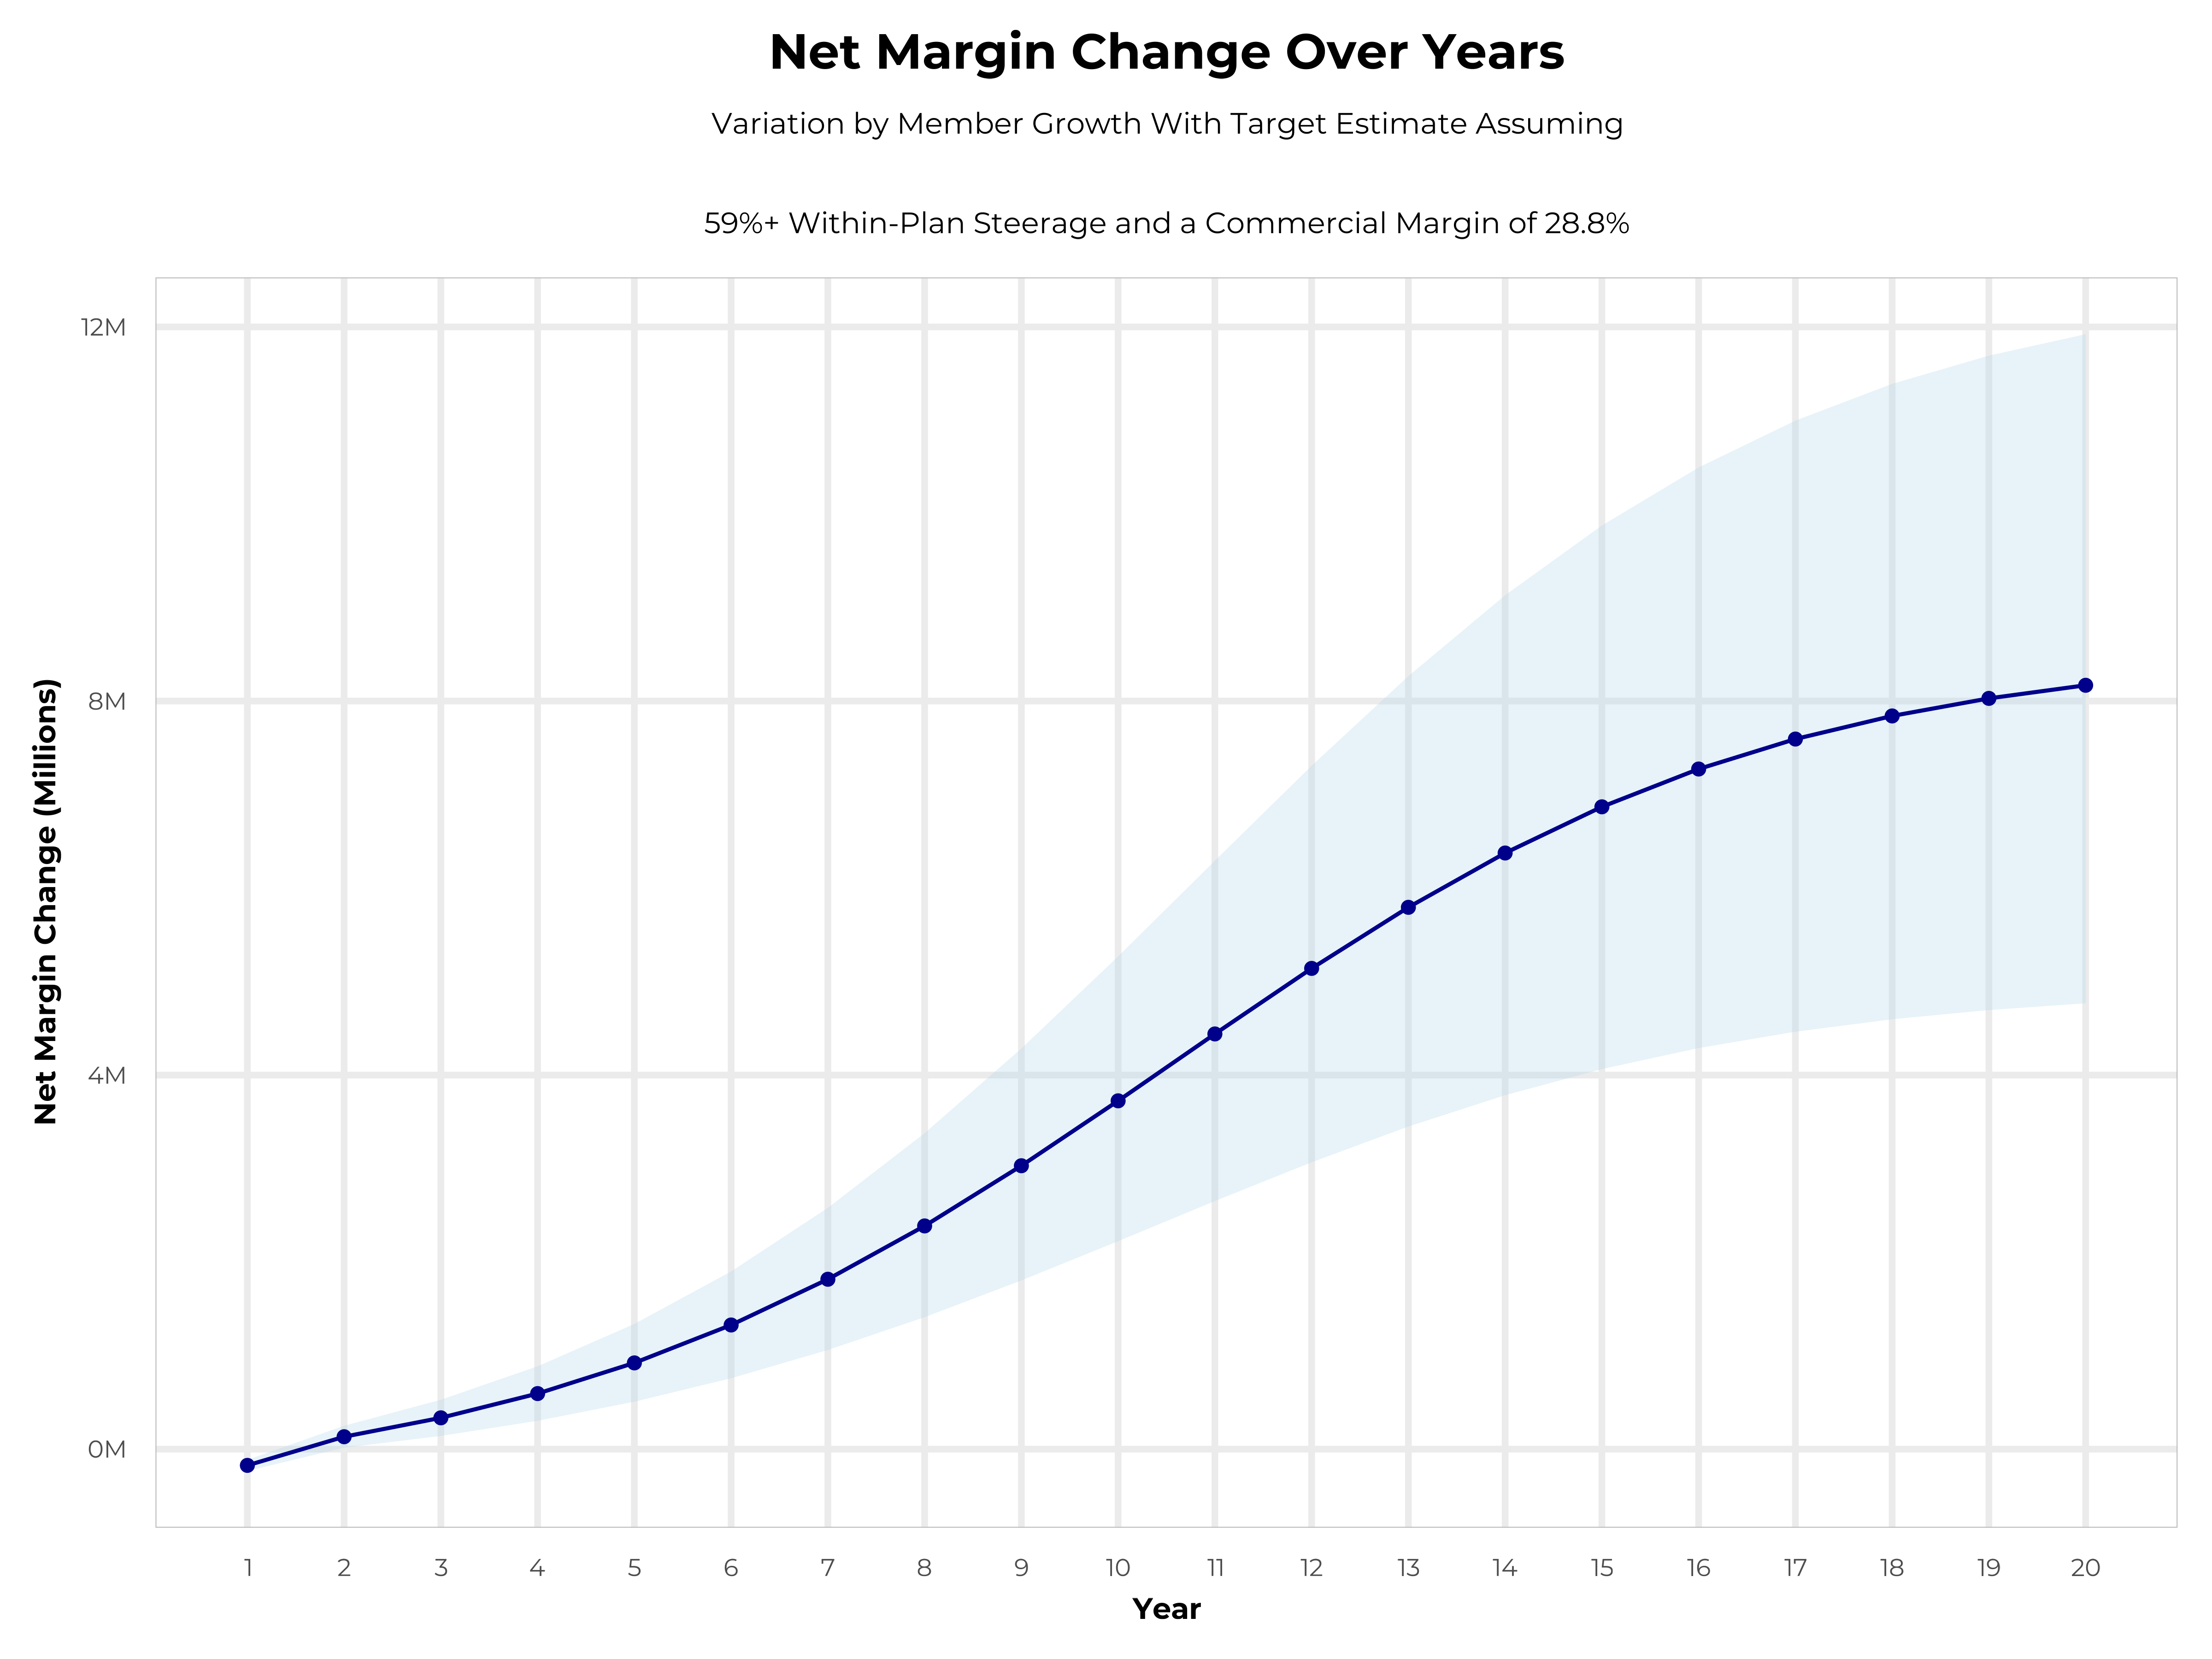 Net Margin Change Over Years
Variation by Member Growth With Target Estimate Assuming
59%+ Within-Plan Steerage and a Commercial Margin of 28.8%
Net Margin Change (Millions)
12M
8M
4M
0M
1 2 3 4 5 6 7 8 9 10 11 12 13 14 15 16 17 18 19 20
Year